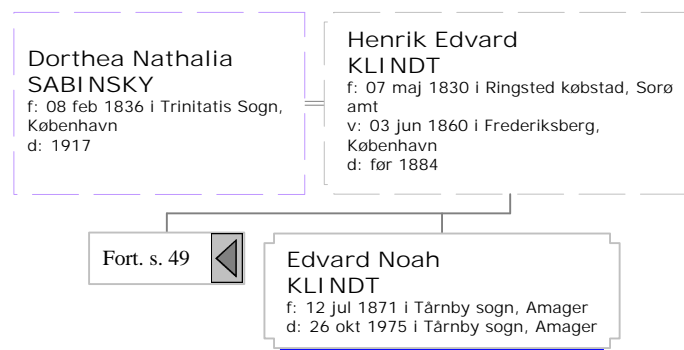 Dorthea Nathalia
SABINSKY
f: 08 feb 1836 i Trinitatis Sogn,
København
d: 1917
Henrik Edvard
KLINDT
f: 07 maj 1830 i Ringsted købstad, Sorø
amt
v: 03 jun 1860 i Frederiksberg,
København
d: før 1884
Fort. s. 49
Edvard Noah
KLINDT
f: 12 jul 1871 i Tårnby sogn, Amager
d: 26 okt 1975 i Tårnby sogn, Amager